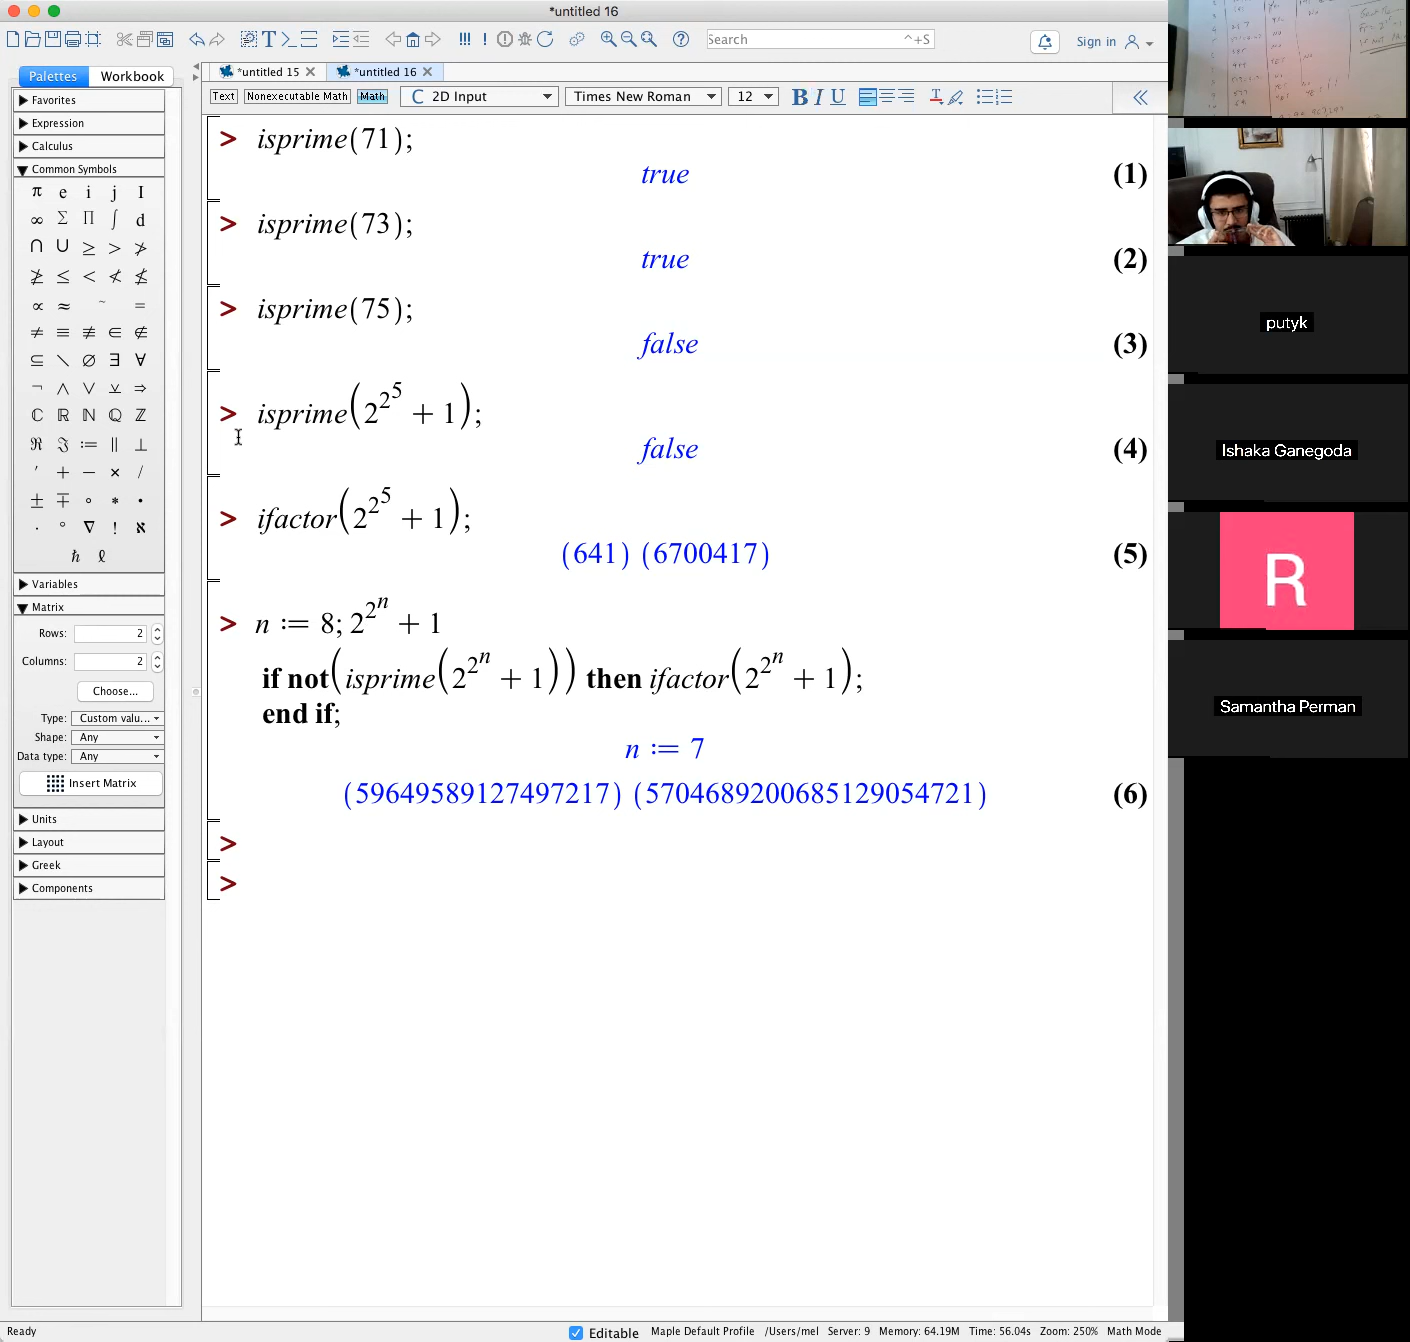 *untitled 16
Search ^+S
Sign in
Palettes Workbook
*untitled 15 *untitled 16
Text Nonexecutable Math Math C 2D Input Times New Roman 12 B I U
Favorites
Expression
Calculus
Common Symbols
π e i j I
∞ Σ Π ∫ d
∩ ∪ ≥ > ≯
≱ ≤ < ≮ ≰
∝ ≈ ~ =
≠ ≡ ≢ ∈ ∉
⊆ \ ∅ ∃ ∀
¬ ∧ ∨ ⊻ ⇒
ℂ ℝ ℕ ℚ ℤ
ℜ ℑ := ∥ ⊥
′ + − × /
± ∓ ∘ * •
· ° ∇ ! ℵ
ℏ ℓ
Variables
Matrix
Rows: 2
Columns: 2
Choose...
Type: Custom valu...
Shape: Any
Data type: Any
Insert Matrix
Units
Layout
Greek
Components
> isprime(71);
true (1)
> isprime(73);
true (2)
> isprime(75);
false (3)
> isprime(2^2^5 + 1);
false (4)
> ifactor(2^2^5 + 1);
(641) (6700417) (5)
> n := 8; 2^2^n + 1
if not(isprime(2^2^n + 1)) then ifactor(2^2^n + 1);
end if;
n := 7
(59649589127497217) (5704689200685129054721) (6)
>
>
putyk
Ishaka Ganegoda
R
Samantha Perman
Ready
Editable Maple Default Profile /Users/mel Server: 9 Memory: 64.19M Time: 56.04s Zoom: 250% Math Mode